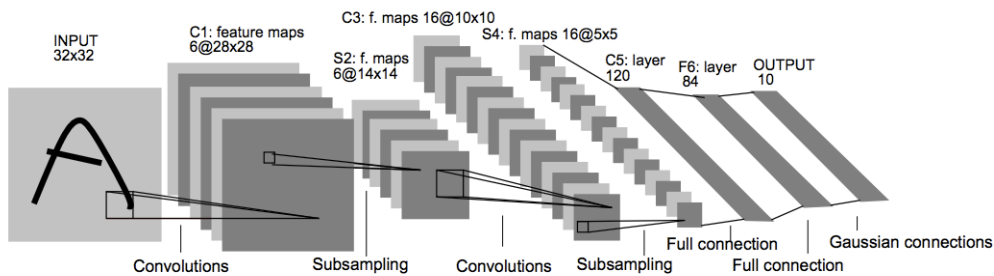 INPUT
32x32
C1: feature maps
6@28x28
S2: f. maps
6@14x14
C3: f. maps 16@10x10
S4: f. maps 16@5x5
C5: layer
120
F6: layer
84
OUTPUT
10
Convolutions
Subsampling
Convolutions
Subsampling
Full connection
Full connection
Gaussian connections
A